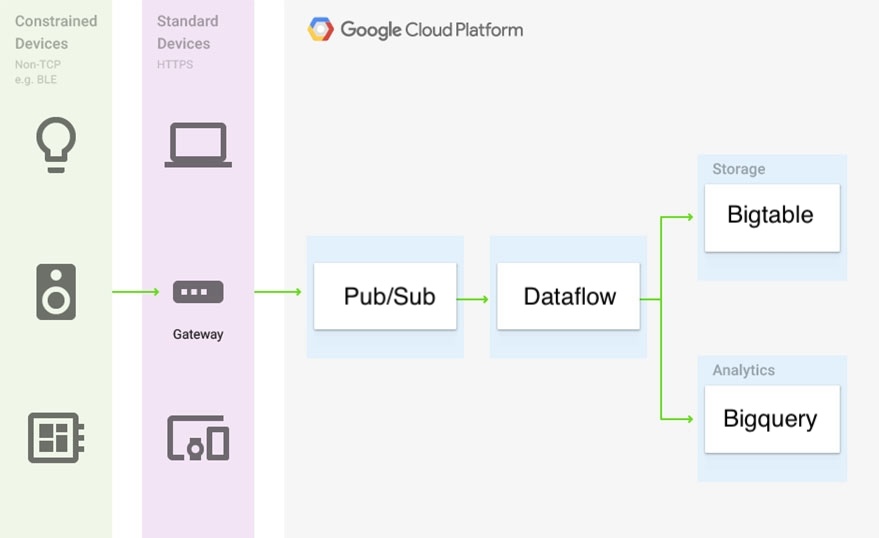 Constrained
Devices
Non-TCP
e.g. BLE
Standard
Devices
HTTPS
Gateway
Google Cloud Platform
Pub/Sub
Dataflow
Storage
Bigtable
Analytics
Bigquery